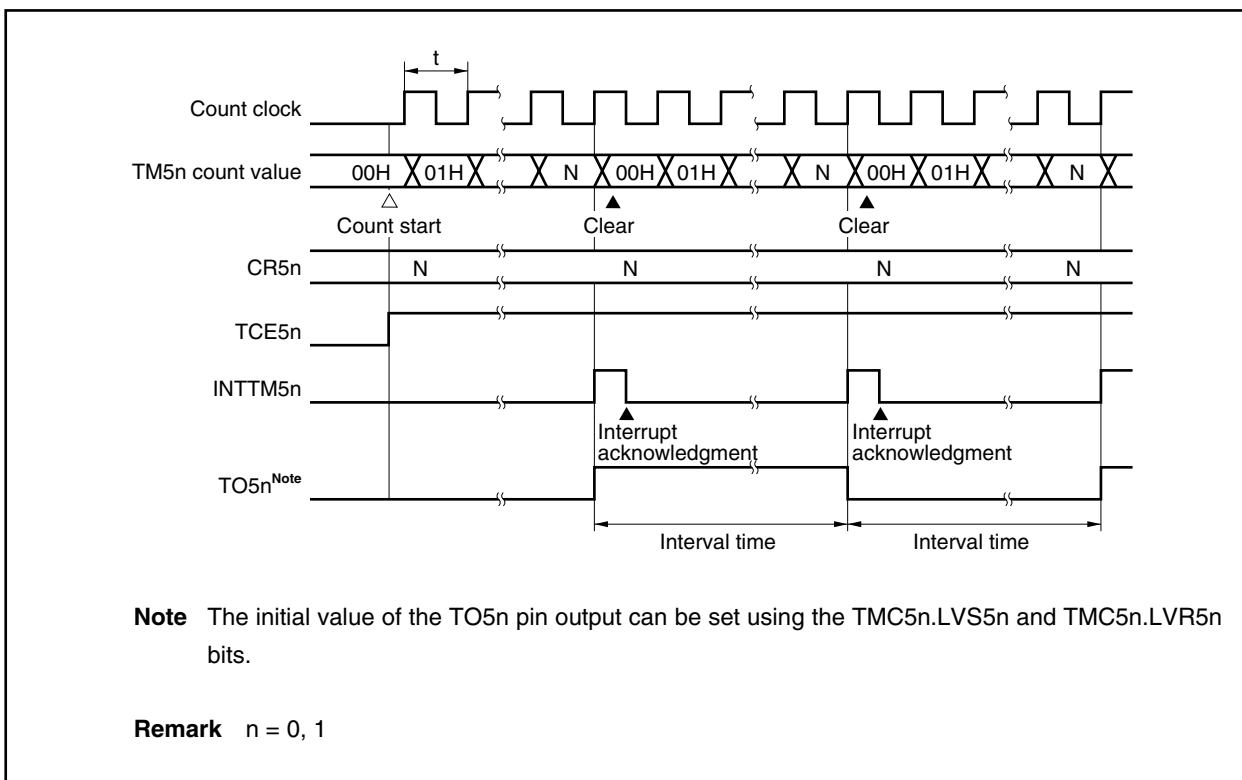 t
Count clock
TM5n count value 00H 01H N 00H 01H N 00H 01H N
Count start Clear Clear
CR5n N N N N
TCE5n
INTTM5n
Interrupt acknowledgment Interrupt acknowledgment
TO5nNote
Interval time Interval time
Note The initial value of the TO5n pin output can be set using the TMC5n.LVS5n and TMC5n.LVR5n
bits.
Remark n = 0, 1